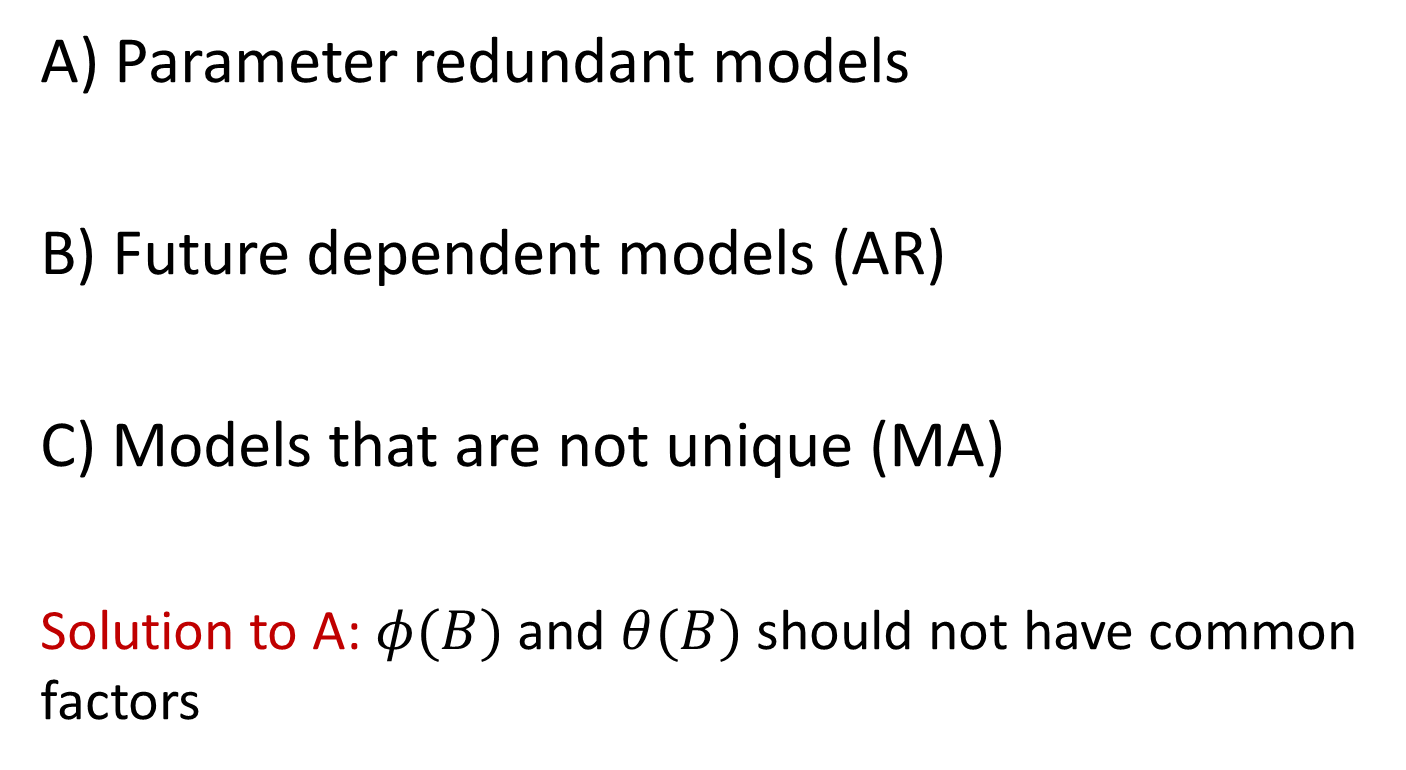 A) Parameter redundant models
B) Future dependent models (AR)
C) Models that are not unique (MA)
Solution to A: 𝜙(𝐵) and 𝜃(𝐵) should not have common
factors